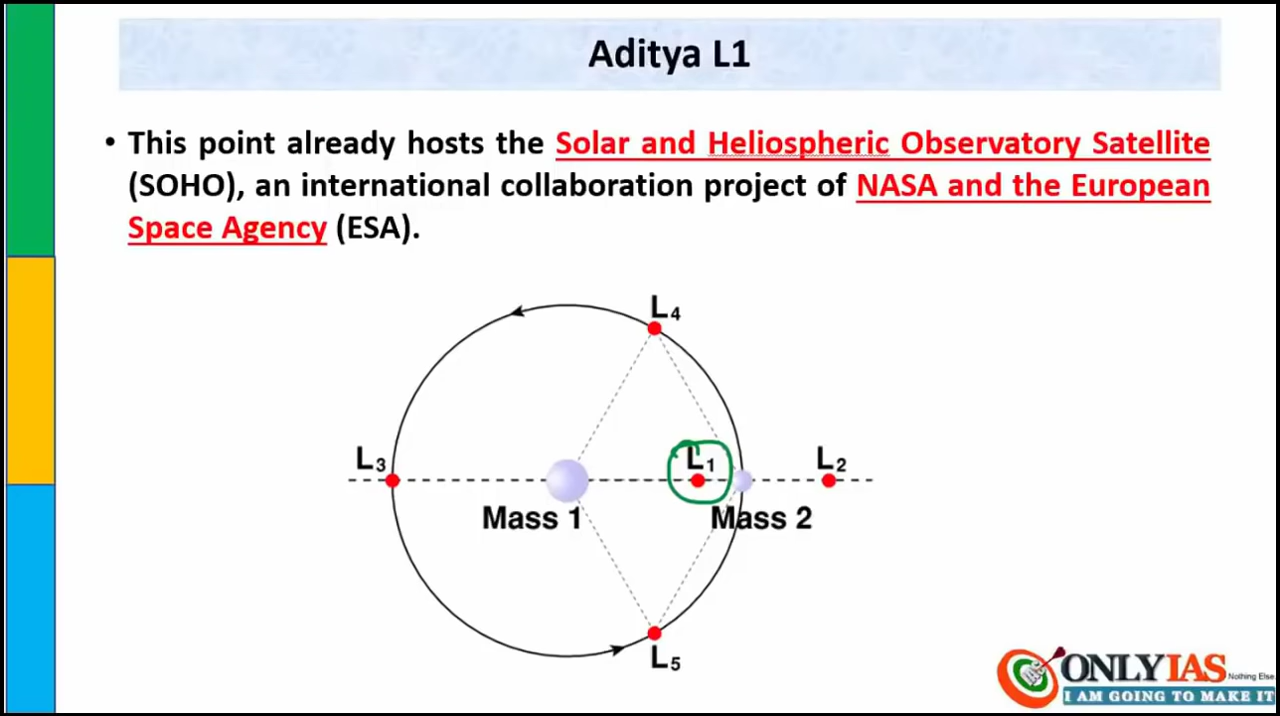 Aditya L1
• This point already hosts the Solar and Heliospheric Observatory Satellite
(SOHO), an international collaboration project of NASA and the European
Space Agency (ESA).
L4
L3
L1
L2
Mass 1
Mass 2
L5
ONLYIAS
Nothing Else
I AM GOING TO MAKE IT